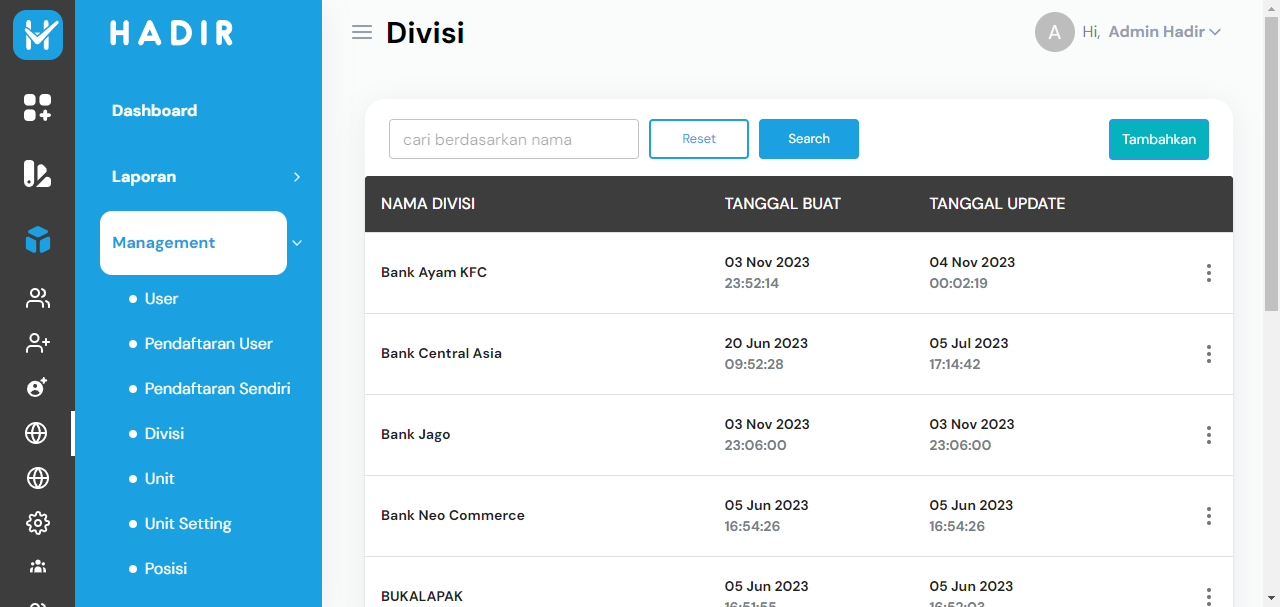 HADIR
Divisi
A
Hi, Admin Hadir
Dashboard
Laporan
Management
User
Pendaftaran User
Pendaftaran Sendiri
Divisi
Unit
Unit Setting
Posisi
cari berdasarkan nama
Reset
Search
Tambahkan
NAMA DIVISI TANGGAL BUAT TANGGAL UPDATE
Bank Ayam KFC
03 Nov 2023
23:52:14
04 Nov 2023
00:02:19
Bank Central Asia
20 Jun 2023
09:52:28
05 Jul 2023
17:14:42
Bank Jago
03 Nov 2023
23:06:00
03 Nov 2023
23:06:00
Bank Neo Commerce
05 Jun 2023
16:54:26
05 Jun 2023
16:54:26
BUKALAPAK
05 Jun 2023
16:51:55
05 Jun 2023
16:52:03